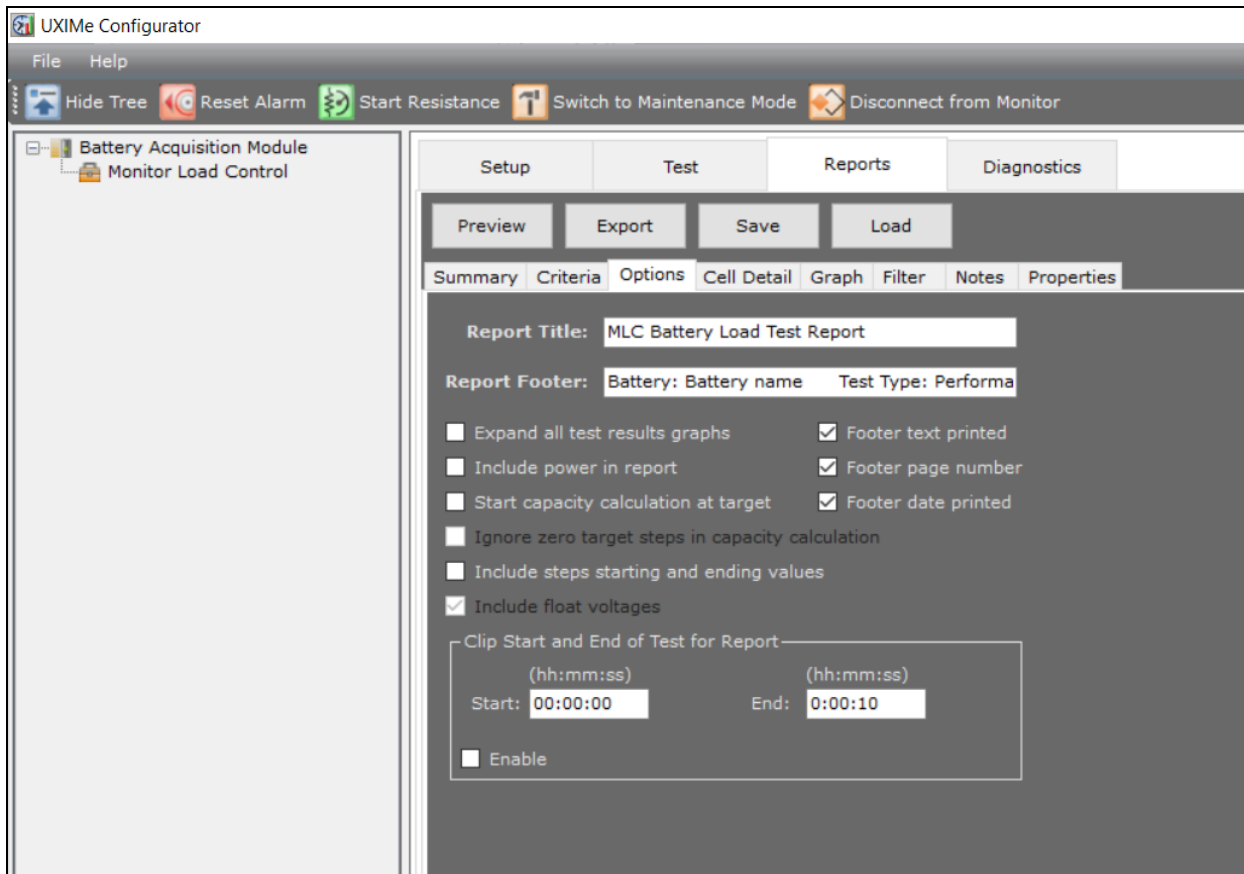 UXIMe Configurator
File Help
Hide Tree Reset Alarm Start Resistance Switch to Maintenance Mode Disconnect from Monitor
Battery Acquisition Module
Monitor Load Control
Setup Test Reports Diagnostics
Preview Export Save Load
Summary Criteria Options Cell Detail Graph Filter Notes Properties
Report Title: MLC Battery Load Test Report
Report Footer: Battery: Battery name Test Type: Performa
Expand all test results graphs Footer text printed
Include power in report Footer page number
Start capacity calculation at target Footer date printed
Ignore zero target steps in capacity calculation
Include steps starting and ending values
Include float voltages
Clip Start and End of Test for Report
(hh:mm:ss) (hh:mm:ss)
Start: 00:00:00 End: 0:00:10
Enable